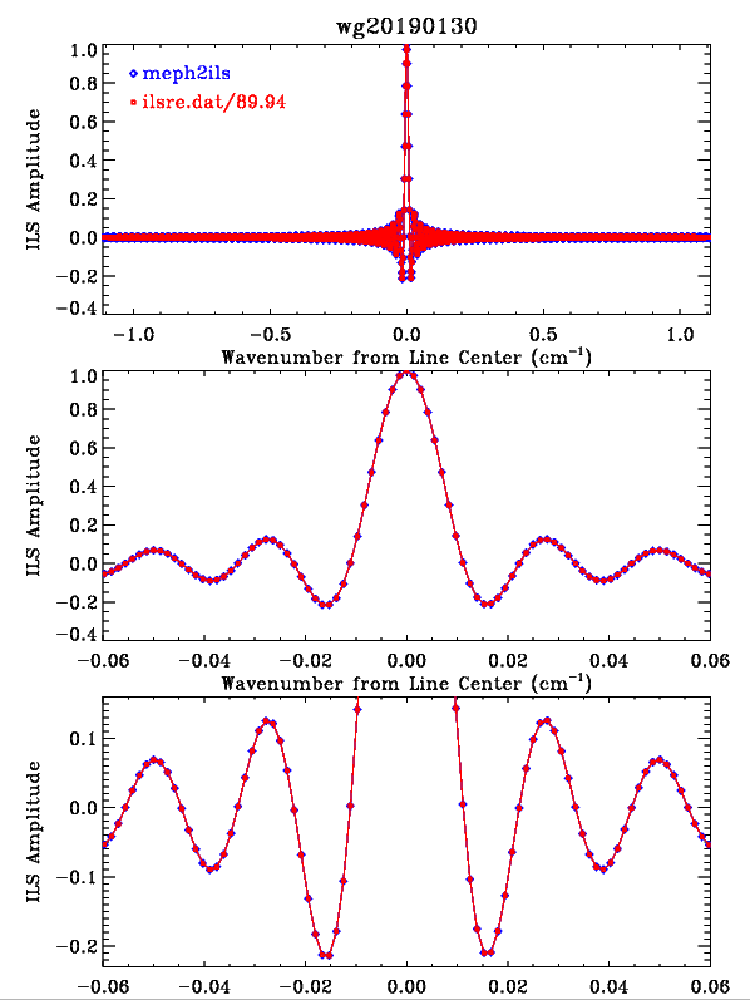 wg20190130
1.0
meph2ils
0.8
ilsre.dat/89.94
0.6
ILS Amplitude
0.4
0.2
0.0
−0.2
−0.4
−1.0 −0.5 0.0 0.5 1.0
Wavenumber from Line Center (cm⁻¹)
1.0
0.8
0.6
ILS Amplitude
0.4
0.2
0.0
−0.2
−0.4
−0.06 −0.04 −0.02 0.00 0.02 0.04 0.06
Wavenumber from Line Center (cm⁻¹)
0.1
ILS Amplitude
0.0
−0.1
−0.2
−0.06 −0.04 −0.02 0.00 0.02 0.04 0.06